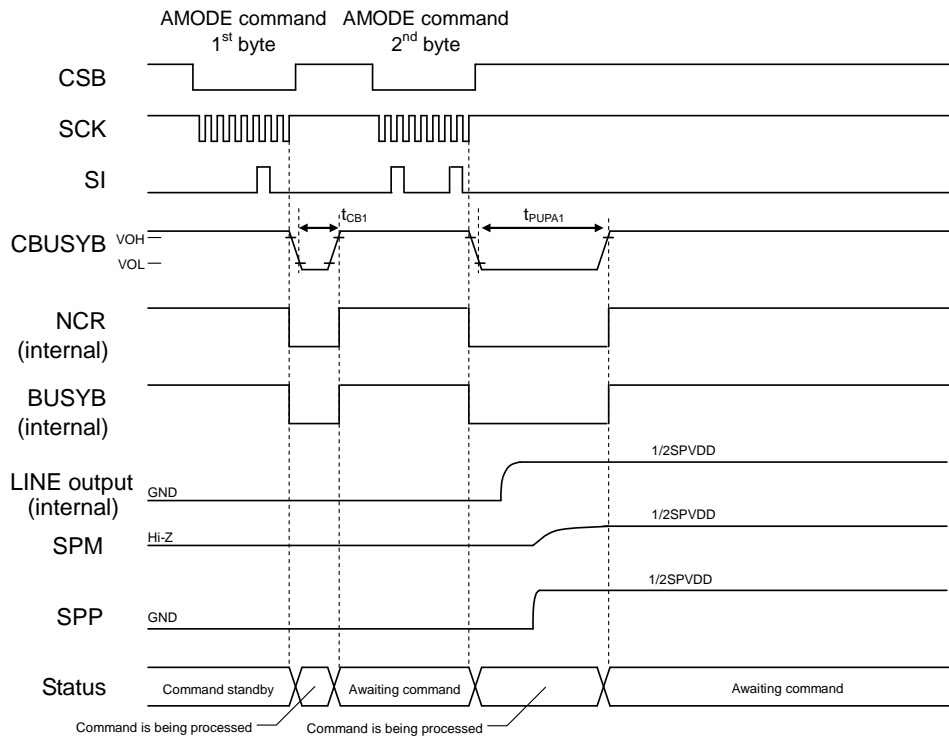 AMODE command
1st byte
AMODE command
2nd byte
CSB
SCK
SI
tCB1
tPUPA1
CBUSYB
VOH
VOL
NCR
(internal)
BUSYB
(internal)
1/2SPVDD
LINE output
(internal)
GND
1/2SPVDD
SPM
Hi-Z
1/2SPVDD
SPP
GND
Status
Command standby
Awaiting command
Awaiting command
Command is being processed
Command is being processed